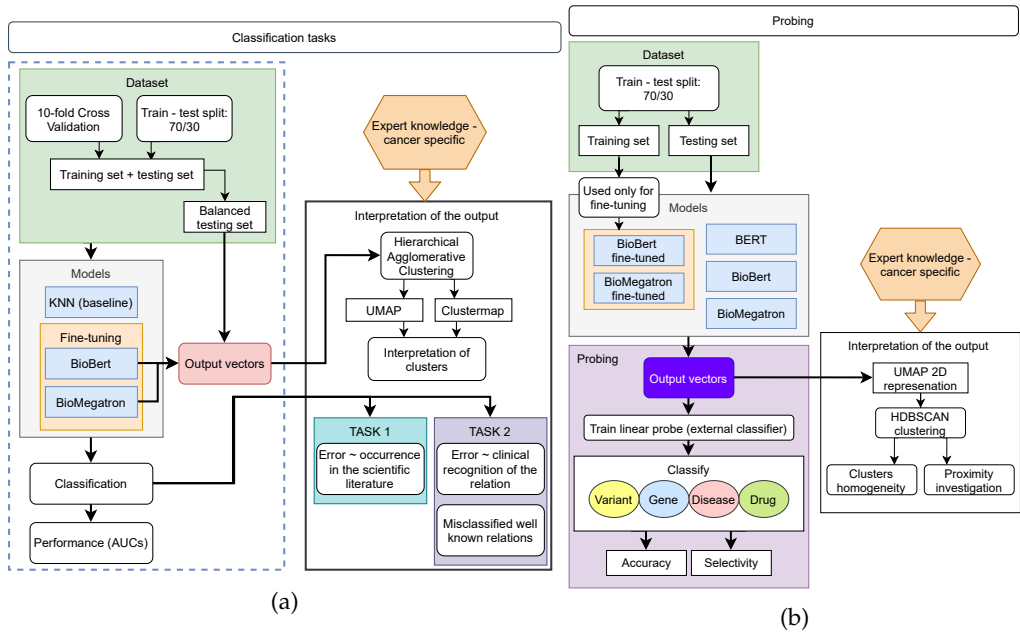 Classification tasks
Dataset
10-fold Cross
Validation
Train - test split:
70/30
Training set + testing set
Balanced
testing set
Models
KNN (baseline)
Fine-tuning
BioBert
BioMegatron
Output vectors
Classification
Performance (AUCs)
Expert knowledge -
cancer specific
Interpretation of the output
Hierarchical
Agglomerative
Clustering
UMAP
Clustermap
Interpretation of
clusters
TASK 1
Error ~ occurrence
in the scientific
literature
TASK 2
Error ~ clinical
recognition of the
relation
Misclassified well
known relations
(a)
Probing
Dataset
Train - test split:
70/30
Training set
Testing set
Used only for
fine-tuning
Models
BioBert
fine-tuned
BioMegatron
fine-tuned
BERT
BioBert
BioMegatron
Probing
Output vectors
Train linear probe (external classifier)
Classify
Variant
Gene
Disease
Drug
Accuracy
Selectivity
Expert knowledge -
cancer specific
Interpretation of the output
UMAP 2D
represenation
HDBSCAN
clustering
Clusters
homogeneity
Proximity
investigation
(b)